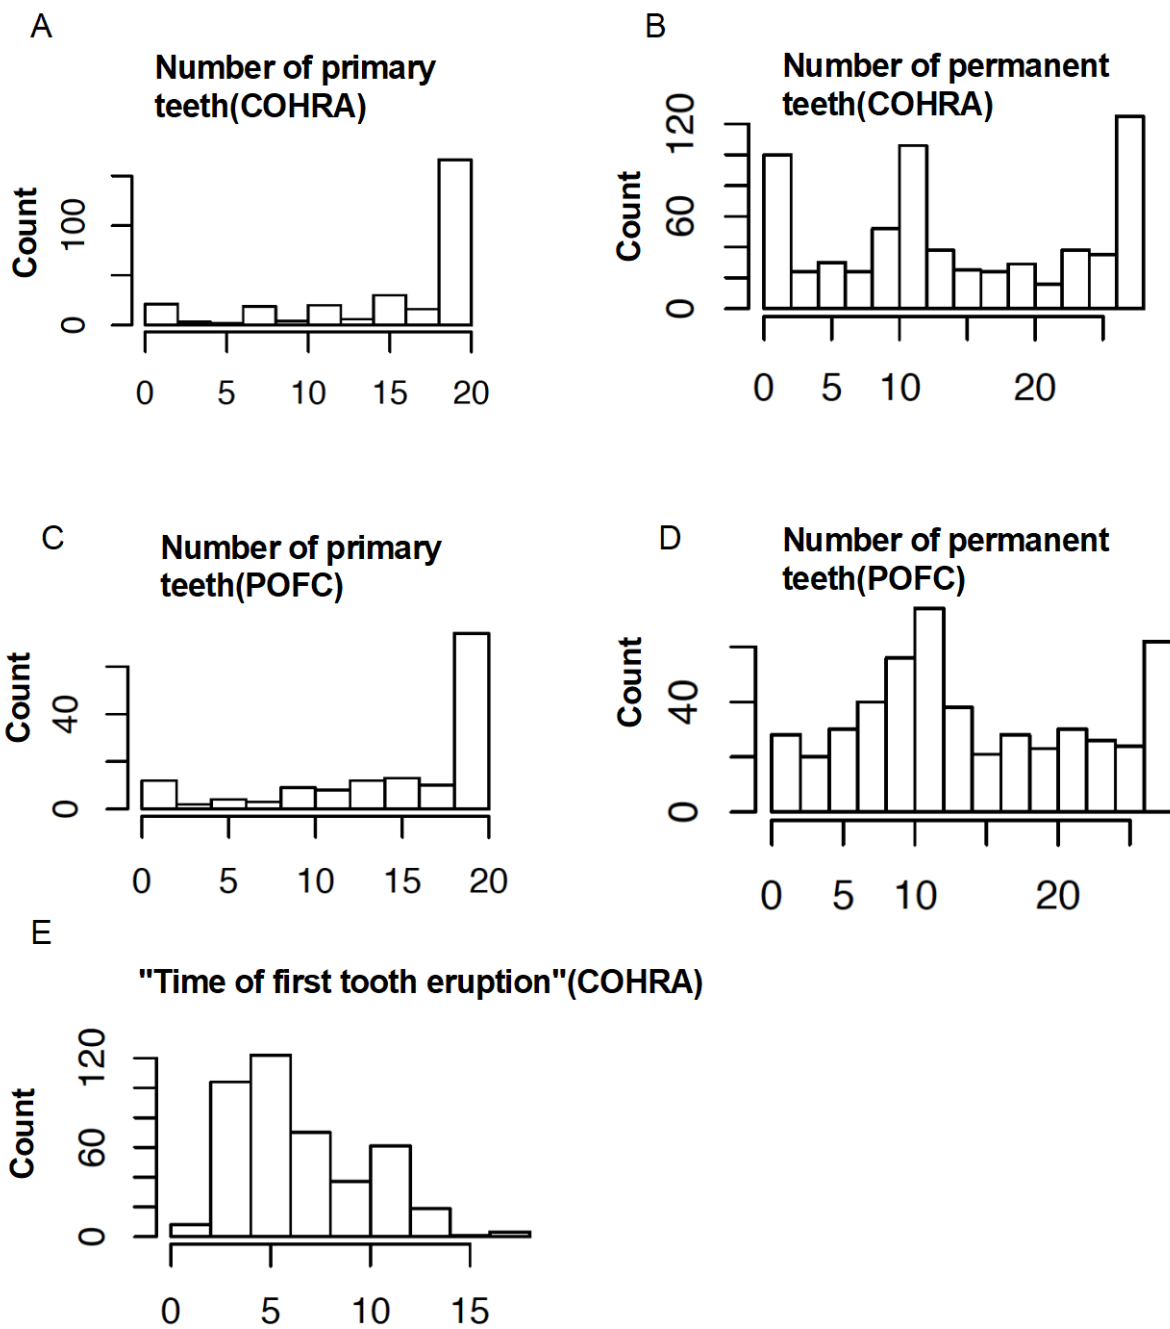 A
Number of primary
teeth(COHRA)
Count
0
100
0 5 10 15 20
B
Number of permanent
teeth(COHRA)
Count
0
60
120
0 5 10 20
C
Number of primary
teeth(POFC)
Count
0
40
0 5 10 15 20
D
Number of permanent
teeth(POFC)
Count
0
40
0 5 10 20
E
"Time of first tooth eruption"(COHRA)
Count
0
60
120
0 5 10 15